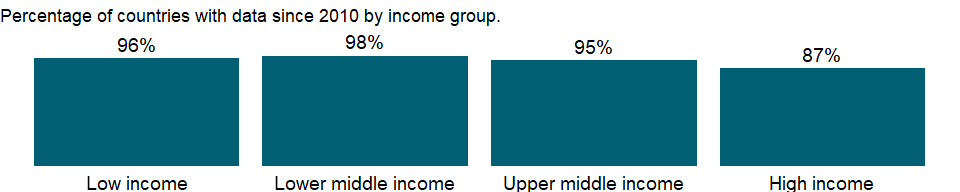 Percentage of countries with data since 2010 by income group.
96%
98%
95%
87%
Low income
Lower middle income
Upper middle income
High income